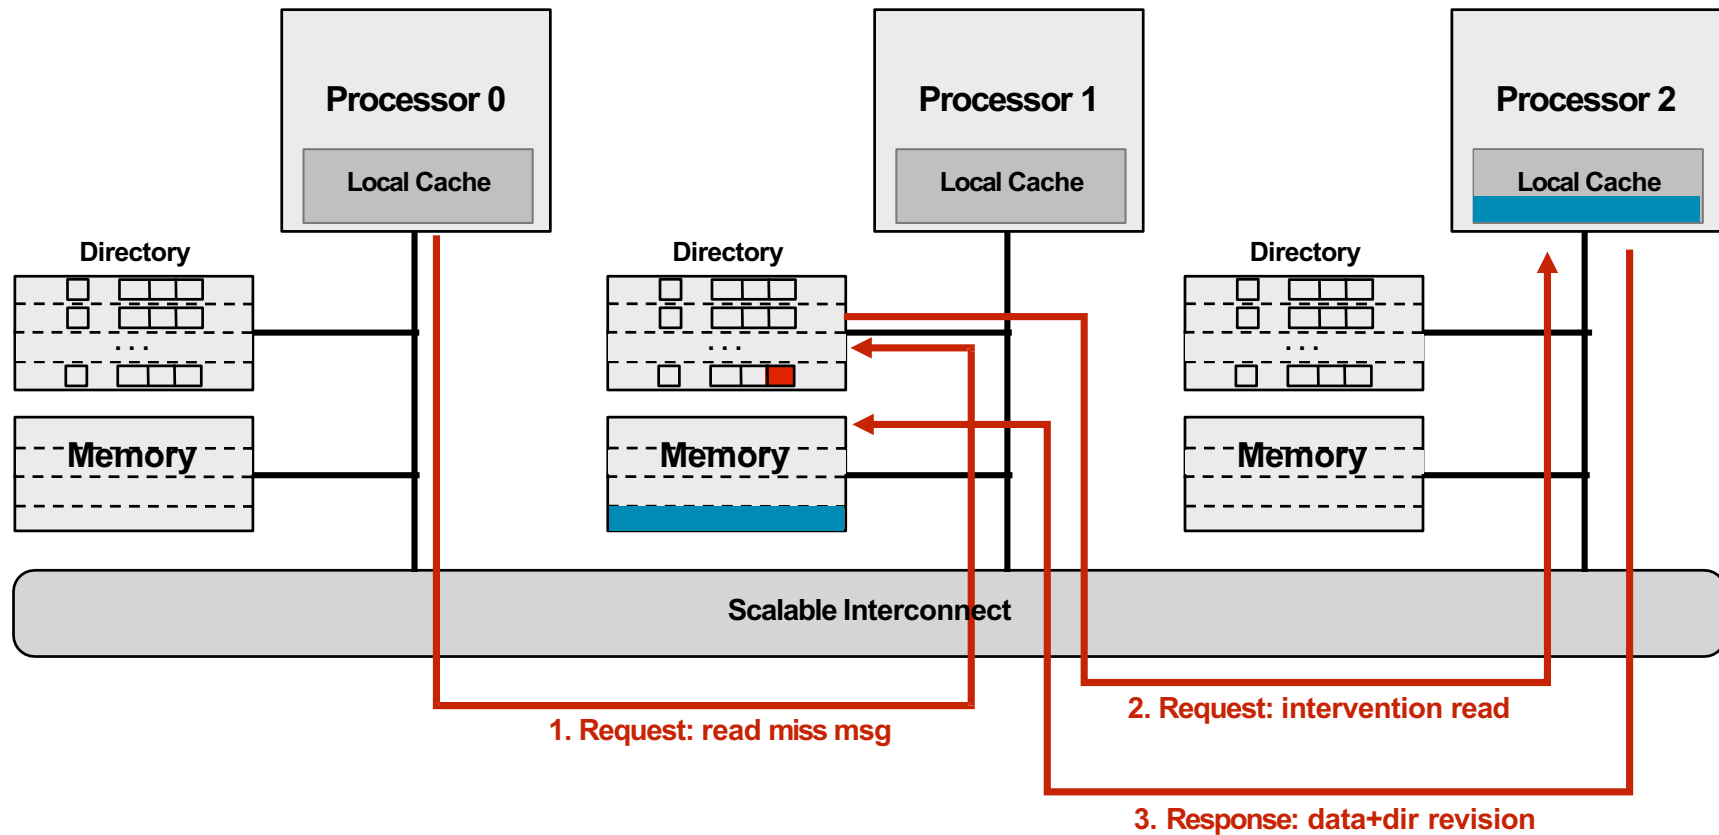 Processor 0
Processor 1
Processor 2
Local Cache
Local Cache
Local Cache
Directory
Directory
Directory
. . .
. . .
. . .
Memory
Memory
Memory
Scalable Interconnect
2. Request: intervention read
1. Request: read miss msg
3. Response: data+dir revision